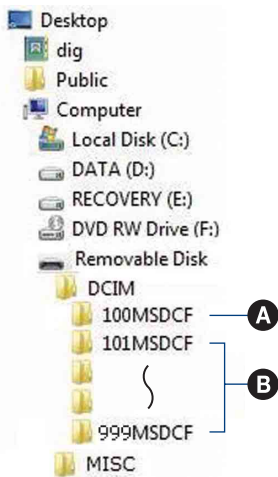 Desktop
dig
Public
Computer
Local Disk (C:)
DATA (D:)
RECOVERY (E:)
DVD RW Drive (F:)
Removable Disk
DCIM
100MSDCF A
101MSDCF
B
999MSDCF
MISC